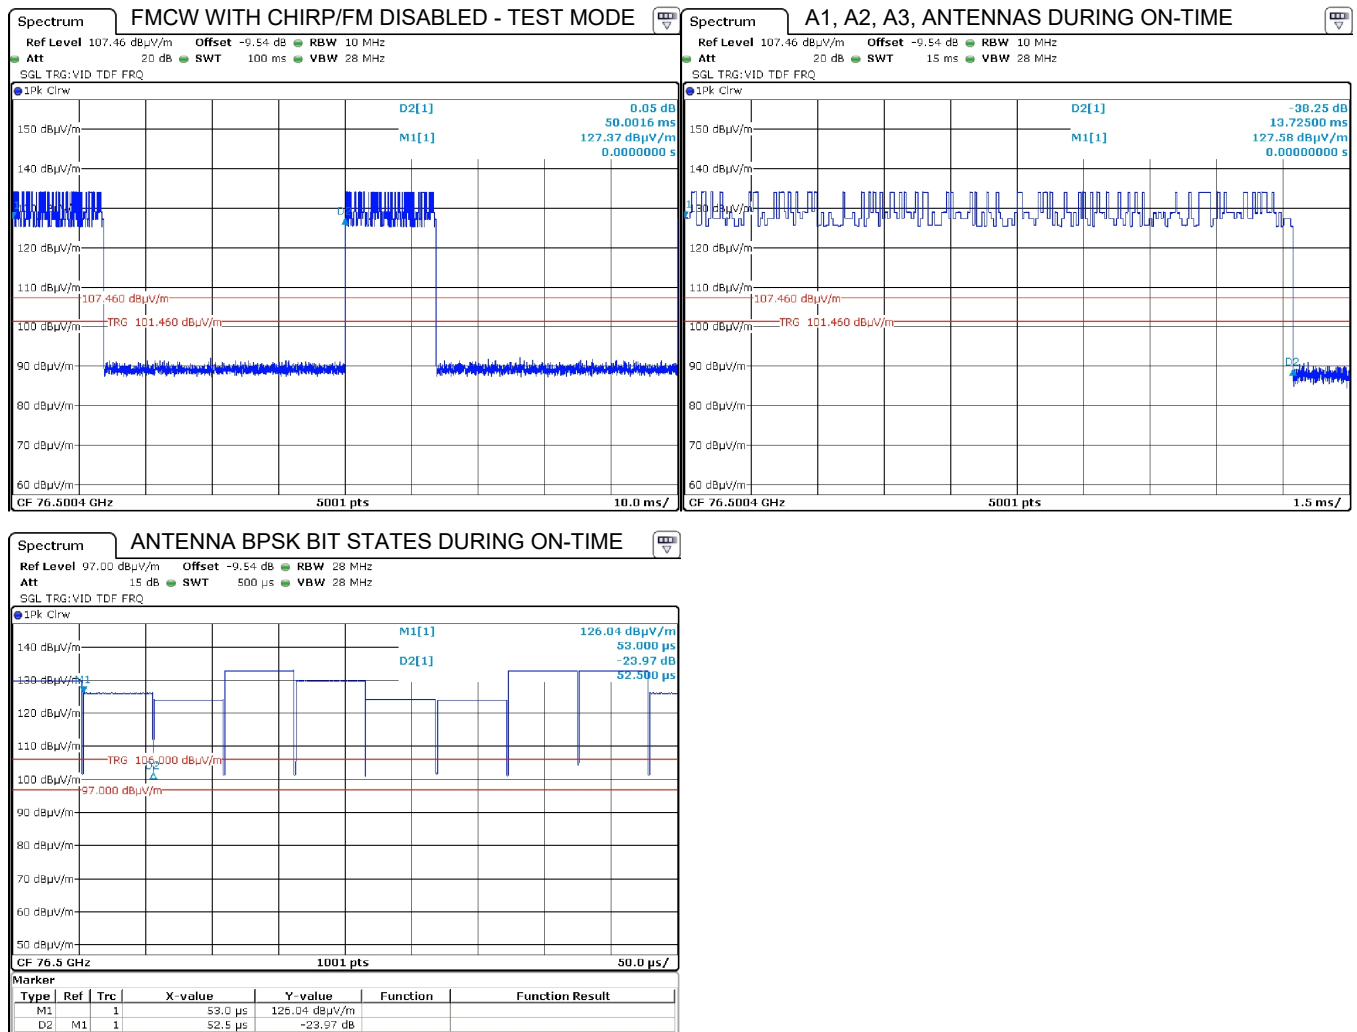 Spectrum FMCW WITH CHIRP/FM DISABLED - TEST MODE
Ref Level 107.46 dBµV/m Offset -9.54 dB RBW 10 MHz
Att 20 dB SWT 100 ms VBW 28 MHz
SGL TRG:VID TDF FRQ
1Pk Clrw
D2[1] 0.05 dB
50.0016 ms
M1[1] 127.37 dBµV/m
0.0000000 s
150 dBµV/m
140 dBµV/m
D2
120 dBµV/m
110 dBµV/m
107.460 dBµV/m
TRG 101.460 dBµV/m
100 dBµV/m
90 dBµV/m
80 dBµV/m
70 dBµV/m
60 dBµV/m
CF 76.5004 GHz 5001 pts 10.0 ms/
Spectrum A1, A2, A3, ANTENNAS DURING ON-TIME
Ref Level 107.46 dBµV/m Offset -9.54 dB RBW 10 MHz
Att 20 dB SWT 15 ms VBW 28 MHz
SGL TRG:VID TDF FRQ
1Pk Clrw
D2[1] -38.25 dB
13.72500 ms
M1[1] 127.58 dBµV/m
0.00000000 s
150 dBµV/m
140 dBµV/m
130 dBµV/m
120 dBµV/m
110 dBµV/m
107.460 dBµV/m
TRG 101.460 dBµV/m
100 dBµV/m
90 dBµV/m
D2
80 dBµV/m
70 dBµV/m
60 dBµV/m
CF 76.5004 GHz 5001 pts 1.5 ms/
Spectrum ANTENNA BPSK BIT STATES DURING ON-TIME
Ref Level 97.00 dBµV/m Offset -9.54 dB RBW 28 MHz
Att 15 dB SWT 500 µs VBW 28 MHz
SGL TRG:VID TDF FRQ
1Pk Clrw
M1[1] 126.04 dBµV/m
53.000 µs
D2[1] -23.97 dB
52.500 µs
140 dBµV/m
130 dBµV/m M1
120 dBµV/m
110 dBµV/m
TRG 106.000 dBµV/m
D2
100 dBµV/m
97.000 dBµV/m
90 dBµV/m
80 dBµV/m
70 dBµV/m
60 dBµV/m
50 dBµV/m
CF 76.5 GHz 1001 pts 50.0 µs/
Marker
Type Ref Trc X-value Y-value Function Function Result
M1 1 53.0 µs 126.04 dBµV/m
D2 M1 1 52.5 µs -23.97 dB